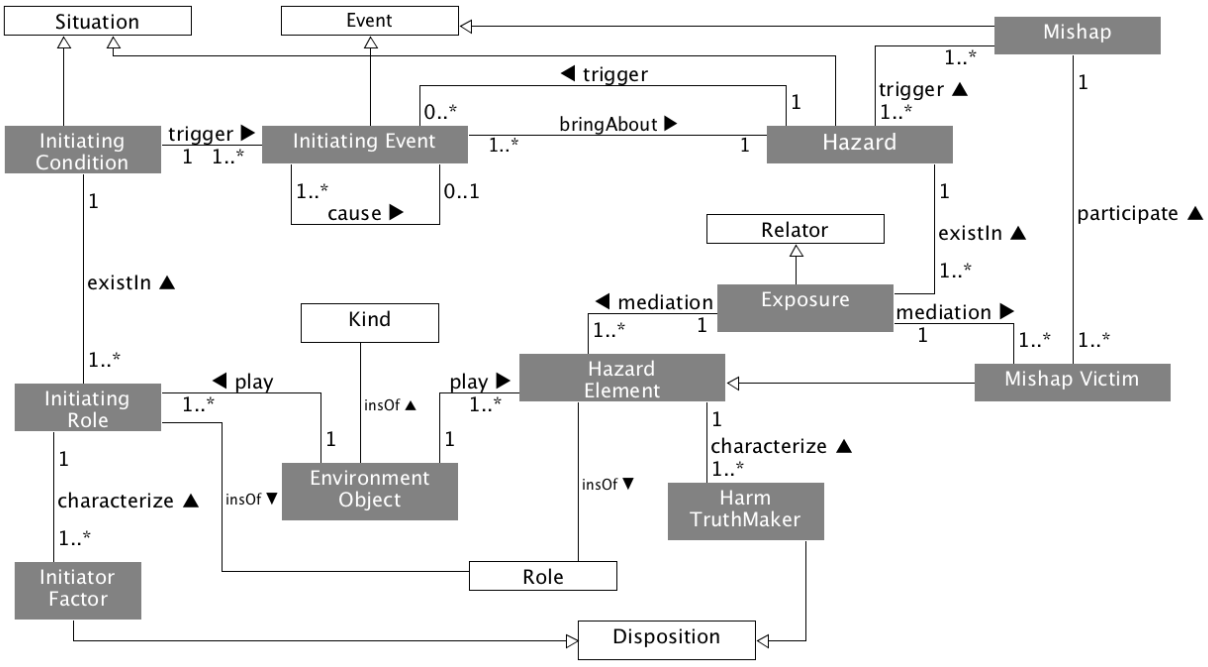 Situation
Event
Mishap
◀ trigger
1..*
1
0..*
1
trigger ▲
1..*
Initiating
Condition
trigger ▶
1 1..*
Initiating Event
bringAbout ▶
1..*
1
Hazard
1..*
0..1
cause ▶
1
1
participate ▲
Relator
existIn ▲
1..*
existIn ▲
Exposure
◀ mediation
1..*
1
mediation ▶
1
1..*
1..*
Kind
1..*
Initiating
Role
◀ play
1..*
insOf ▲
play ▶
1..*
Hazard
Element
Mishap Victim
1
1
1
1
characterize ▲
1..*
characterize ▲
1..*
insOf ▼
Environment
Object
insOf ▼
Harm
TruthMaker
Initiator
Factor
Role
Disposition